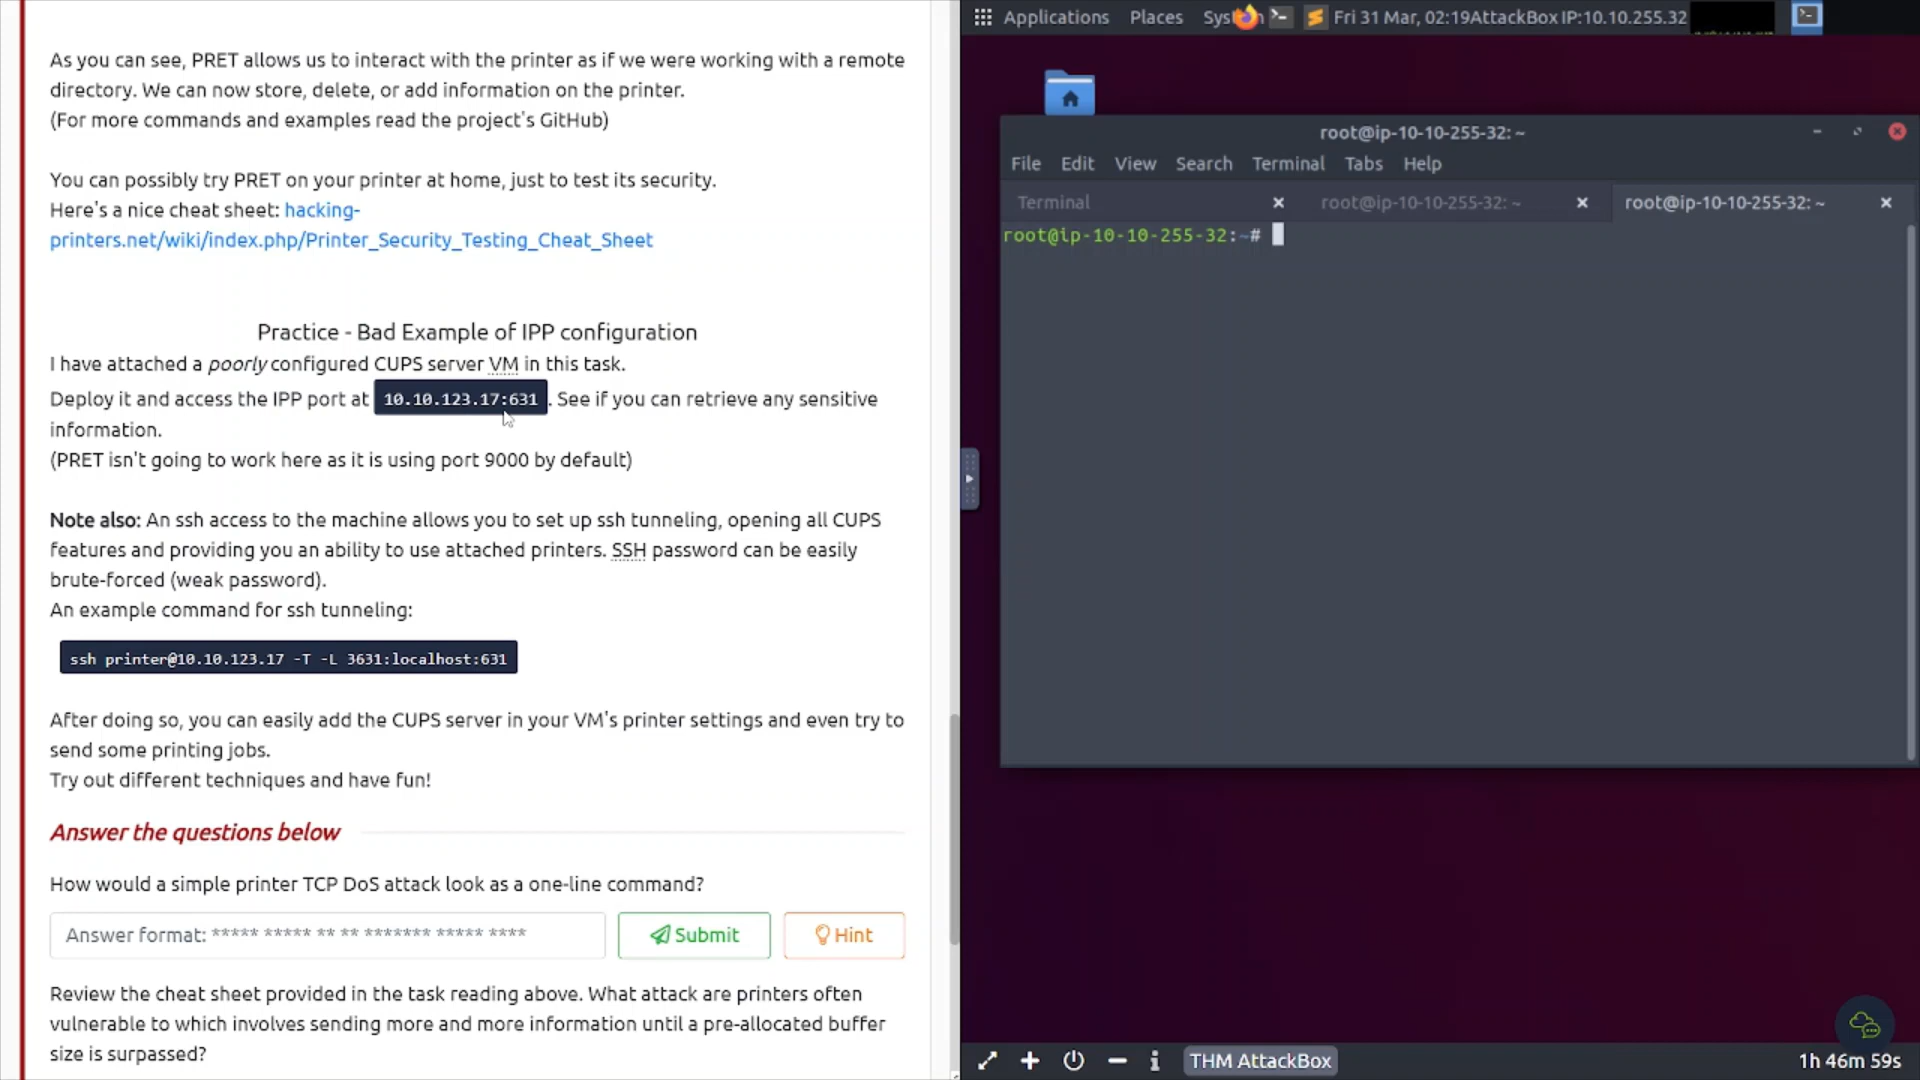 As you can see, PRET allows us to interact with the printer as if we were working with a remote
directory. We can now store, delete, or add information on the printer.
(For more commands and examples read the project's GitHub)
You can possibly try PRET on your printer at home, just to test its security.
Here's a nice cheat sheet: hacking-
printers.net/wiki/index.php/Printer_Security_Testing_Cheat_Sheet
Practice - Bad Example of IPP configuration
I have attached a poorly configured CUPS server VM in this task.
Deploy it and access the IPP port at 10.10.123.17:631 . See if you can retrieve any sensitive
information.
(PRET isn't going to work here as it is using port 9000 by default)
Note also: An ssh access to the machine allows you to set up ssh tunneling, opening all CUPS
features and providing you an ability to use attached printers. SSH password can be easily
brute-forced (weak password).
An example command for ssh tunneling:
ssh printer@10.10.123.17 -T -L 3631:localhost:631
After doing so, you can easily add the CUPS server in your VM's printer settings and even try to
send some printing jobs.
Try out different techniques and have fun!
Answer the questions below
How would a simple printer TCP DoS attack look as a one-line command?
Answer format: ***** ***** ** ** ******* ***** ****
Submit
Hint
Review the cheat sheet provided in the task reading above. What attack are printers often
vulnerable to which involves sending more and more information until a pre-allocated buffer
size is surpassed?
Applications Places Sys Fri 31 Mar, 02:19 AttackBox IP:10.10.255.32
root@ip-10-10-255-32: ~
File Edit View Search Terminal Tabs Help
Terminal
root@ip-10-10-255-32: ~
root@ip-10-10-255-32: ~
root@ip-10-10-255-32:~#
THM AttackBox
1h 46m 59s